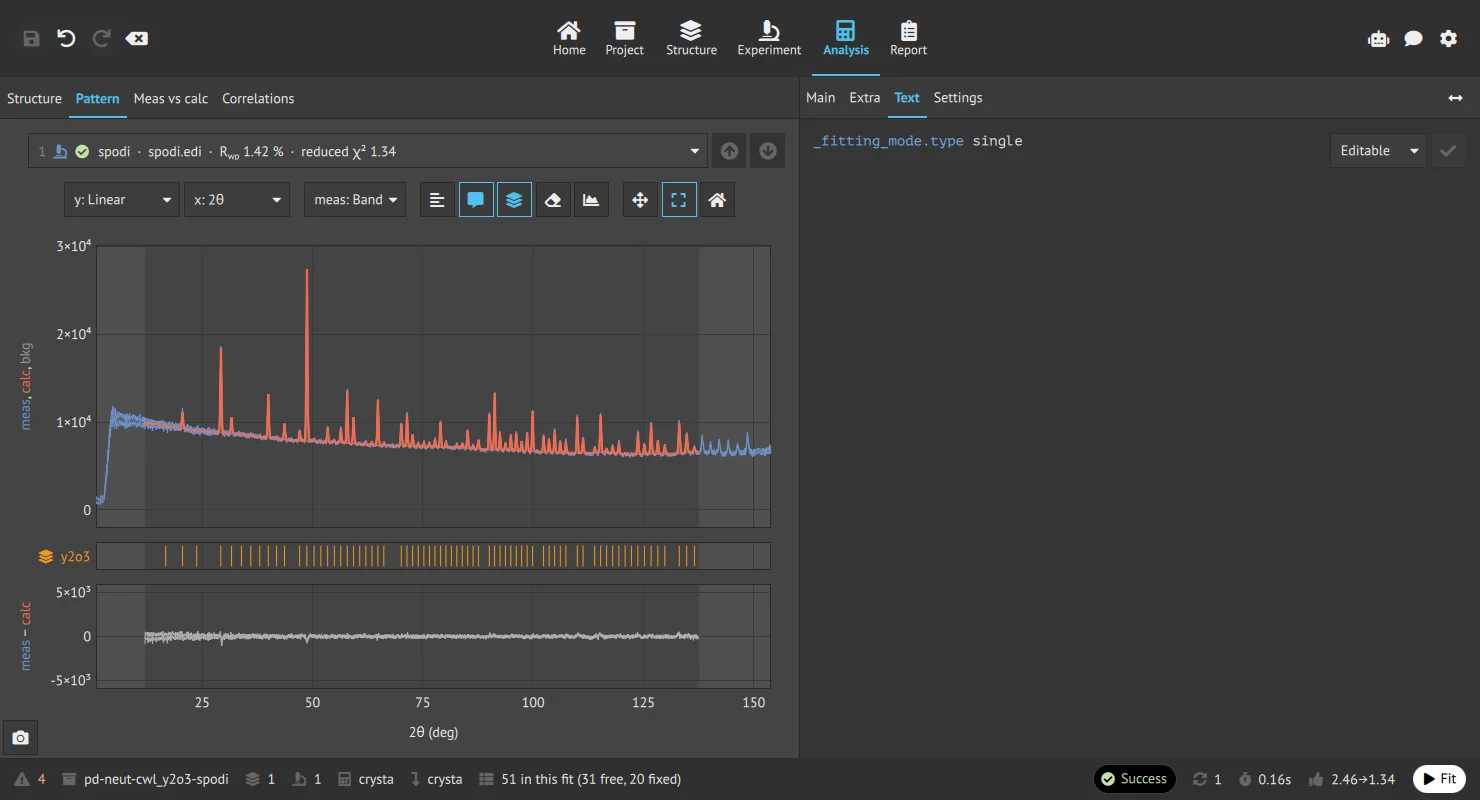 Home Project Structure Experiment Analysis Report
Structure Pattern Meas vs calc Correlations
Main Extra Text Settings
1 spodi · spodi.edi · Rwp 1.42 % · reduced χ² 1.34
_fitting_mode.type single
Editable
y: Linear x: 2θ meas: Band
3×10⁴
2×10⁴
1×10⁴
0
meas, calc, bkg
y2o3
5×10³
0
-5×10³
meas − calc
25 50 75 100 125 150
2θ (deg)
4 pd-neut-cwl_y2o3-spodi 1 1 crysta crysta 51 in this fit (31 free, 20 fixed)
Success 1 0.16s 2.46→1.34 Fit